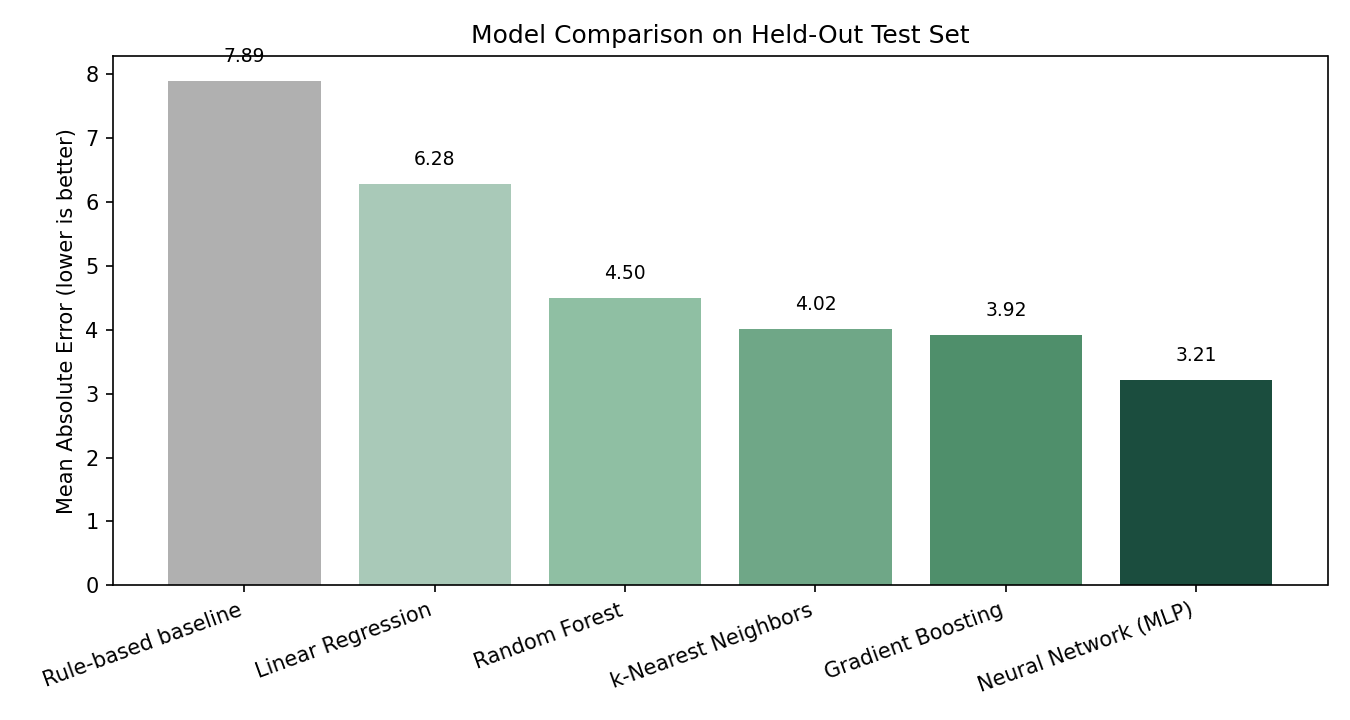 Model Comparison on Held-Out Test Set
Mean Absolute Error (lower is better)
8
7
6
5
4
3
2
1
0
7.89
6.28
4.50
4.02
3.92
3.21
Rule-based baseline
Linear Regression
Random Forest
k-Nearest Neighbors
Gradient Boosting
Neural Network (MLP)